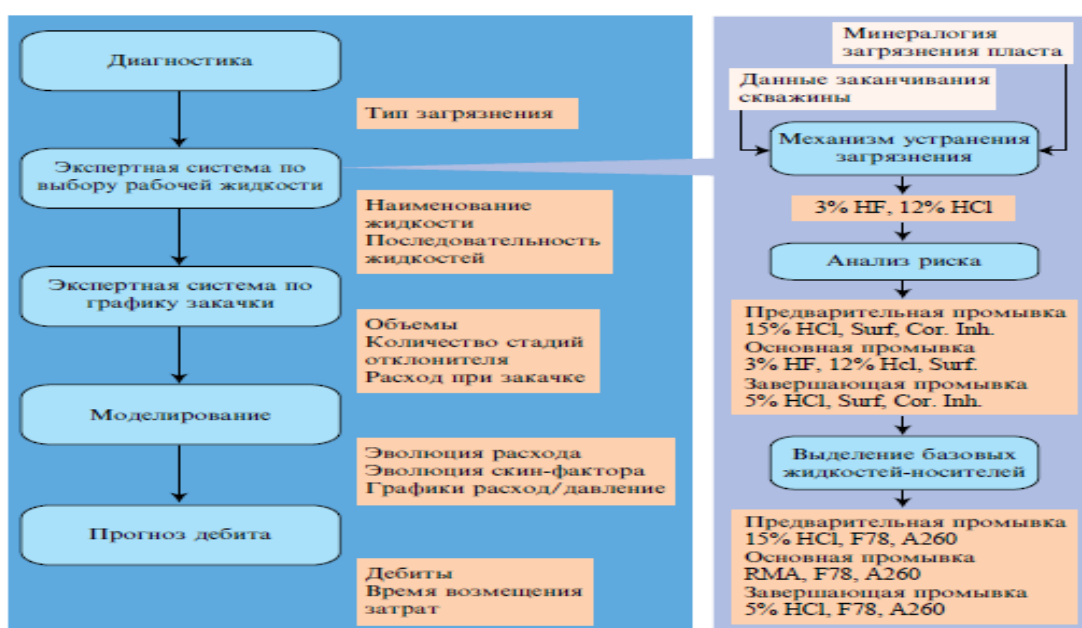 Диагностика
Тип загрязнения
Экспертная система по
выбору рабочей жидкости
Наименование
жидкости
Последовательность
жидкостей
Экспертная система по
графику закачки
Объемы
Количество стадий
отклонителя
Расход при закачке
Моделирование
Эволюция расхода
Эволюция скин-фактора
Графики расход/давление
Прогноз дебита
Дебиты
Время возмещения
затрат
Минералогия
загрязнения пласта
Данные заканчивания
скважины
Механизм устранения
загрязнения
3% HF, 12% HCl
Анализ риска
Предварительная промывка
15% HCl, Surf, Cor. Inh.
Основная промывка
3% HF, 12% Hcl, Surf.
Завершающая промывка
5% HCl, Surf, Cor. Inh.
Выделение базовых
жидкостей-носителей
Предварительная промывка
15% HCl, F78, A260
Основная промывка
RMA, F78, A260
Завершающая промывка
5% HCl, F78, A260